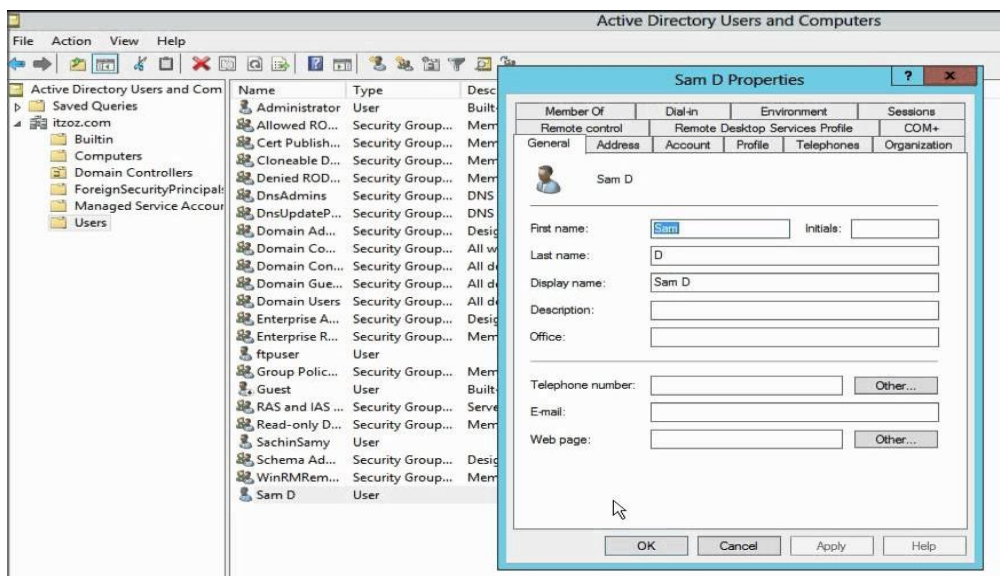 Active Directory Users and Computers
File Action View Help
Active Directory Users and Com
Saved Queries
itzoz.com
Builtin
Computers
Domain Controllers
ForeignSecurityPrincipals
Managed Service Accour
Users
Name Type Desc
Administrator User Built-
Allowed RO... Security Group... Mem
Cert Publish... Security Group... Mem
Cloneable D... Security Group... Mem
Denied ROD... Security Group... Mem
DnsAdmins Security Group... DNS
DnsUpdateP... Security Group... DNS
Domain Ad... Security Group... Desig
Domain Co... Security Group... All w
Domain Con... Security Group... All do
Domain Gue... Security Group... All do
Domain Users Security Group... All do
Enterprise A... Security Group... Desig
Enterprise R... Security Group... Mem
ftpuser User
Group Polic... Security Group... Mem
Guest User Built-
RAS and IAS ... Security Group... Serve
Read-only D... Security Group... Mem
SachinSamy User
Schema Ad... Security Group... Desig
WinRMRem... Security Group... Mem
Sam D User
Sam D Properties
? x
Member Of Dial-in Environment Sessions
Remote control Remote Desktop Services Profile COM+
General Address Account Profile Telephones Organization
Sam D
First name: Sam Initials:
Last name: D
Display name: Sam D
Description:
Office:
Telephone number: Other...
E-mail:
Web page: Other...
OK Cancel Apply Help